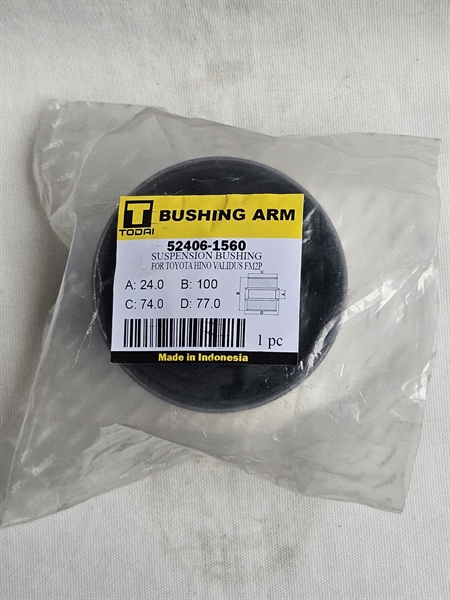 T
TODAI
BUSHING ARM
52406-1560
SUSPENSION BUSHING
FOR TOYOTA HINO VALIDUS FM2P
A: 24.0 B: 100
C: 74.0 D: 77.0
1 pc
Made in Indonesia